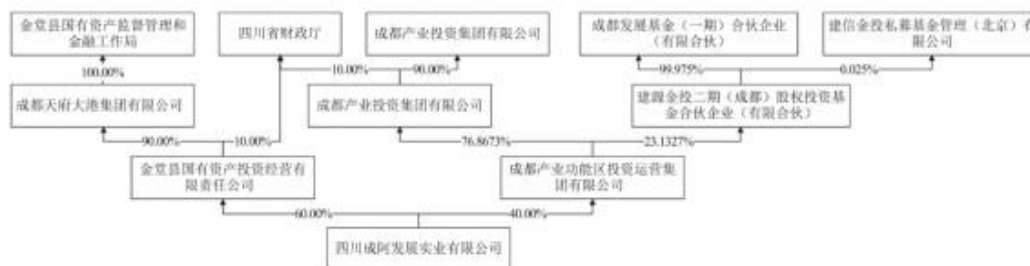 金堂县国有资产监督管理和
金融工作局
四川省财政厅
成都产业投资集团有限公司
成都发展基金（一期）合伙企业
（有限合伙）
建信金投私募基金管理（北京）有
限公司
100.00%
10.00%
90.00%
99.975%
0.025%
成都天府大港集团有限公司
成都产业投资集团有限公司
建源金投二期（成都）股权投资基
金合伙企业（有限合伙）
90.00%
10.00%
76.8673%
23.1327%
金堂县国有资产投资经营有
限责任公司
成都产业功能区投资运营集
团有限公司
60.00%
40.00%
四川成阿发展实业有限公司